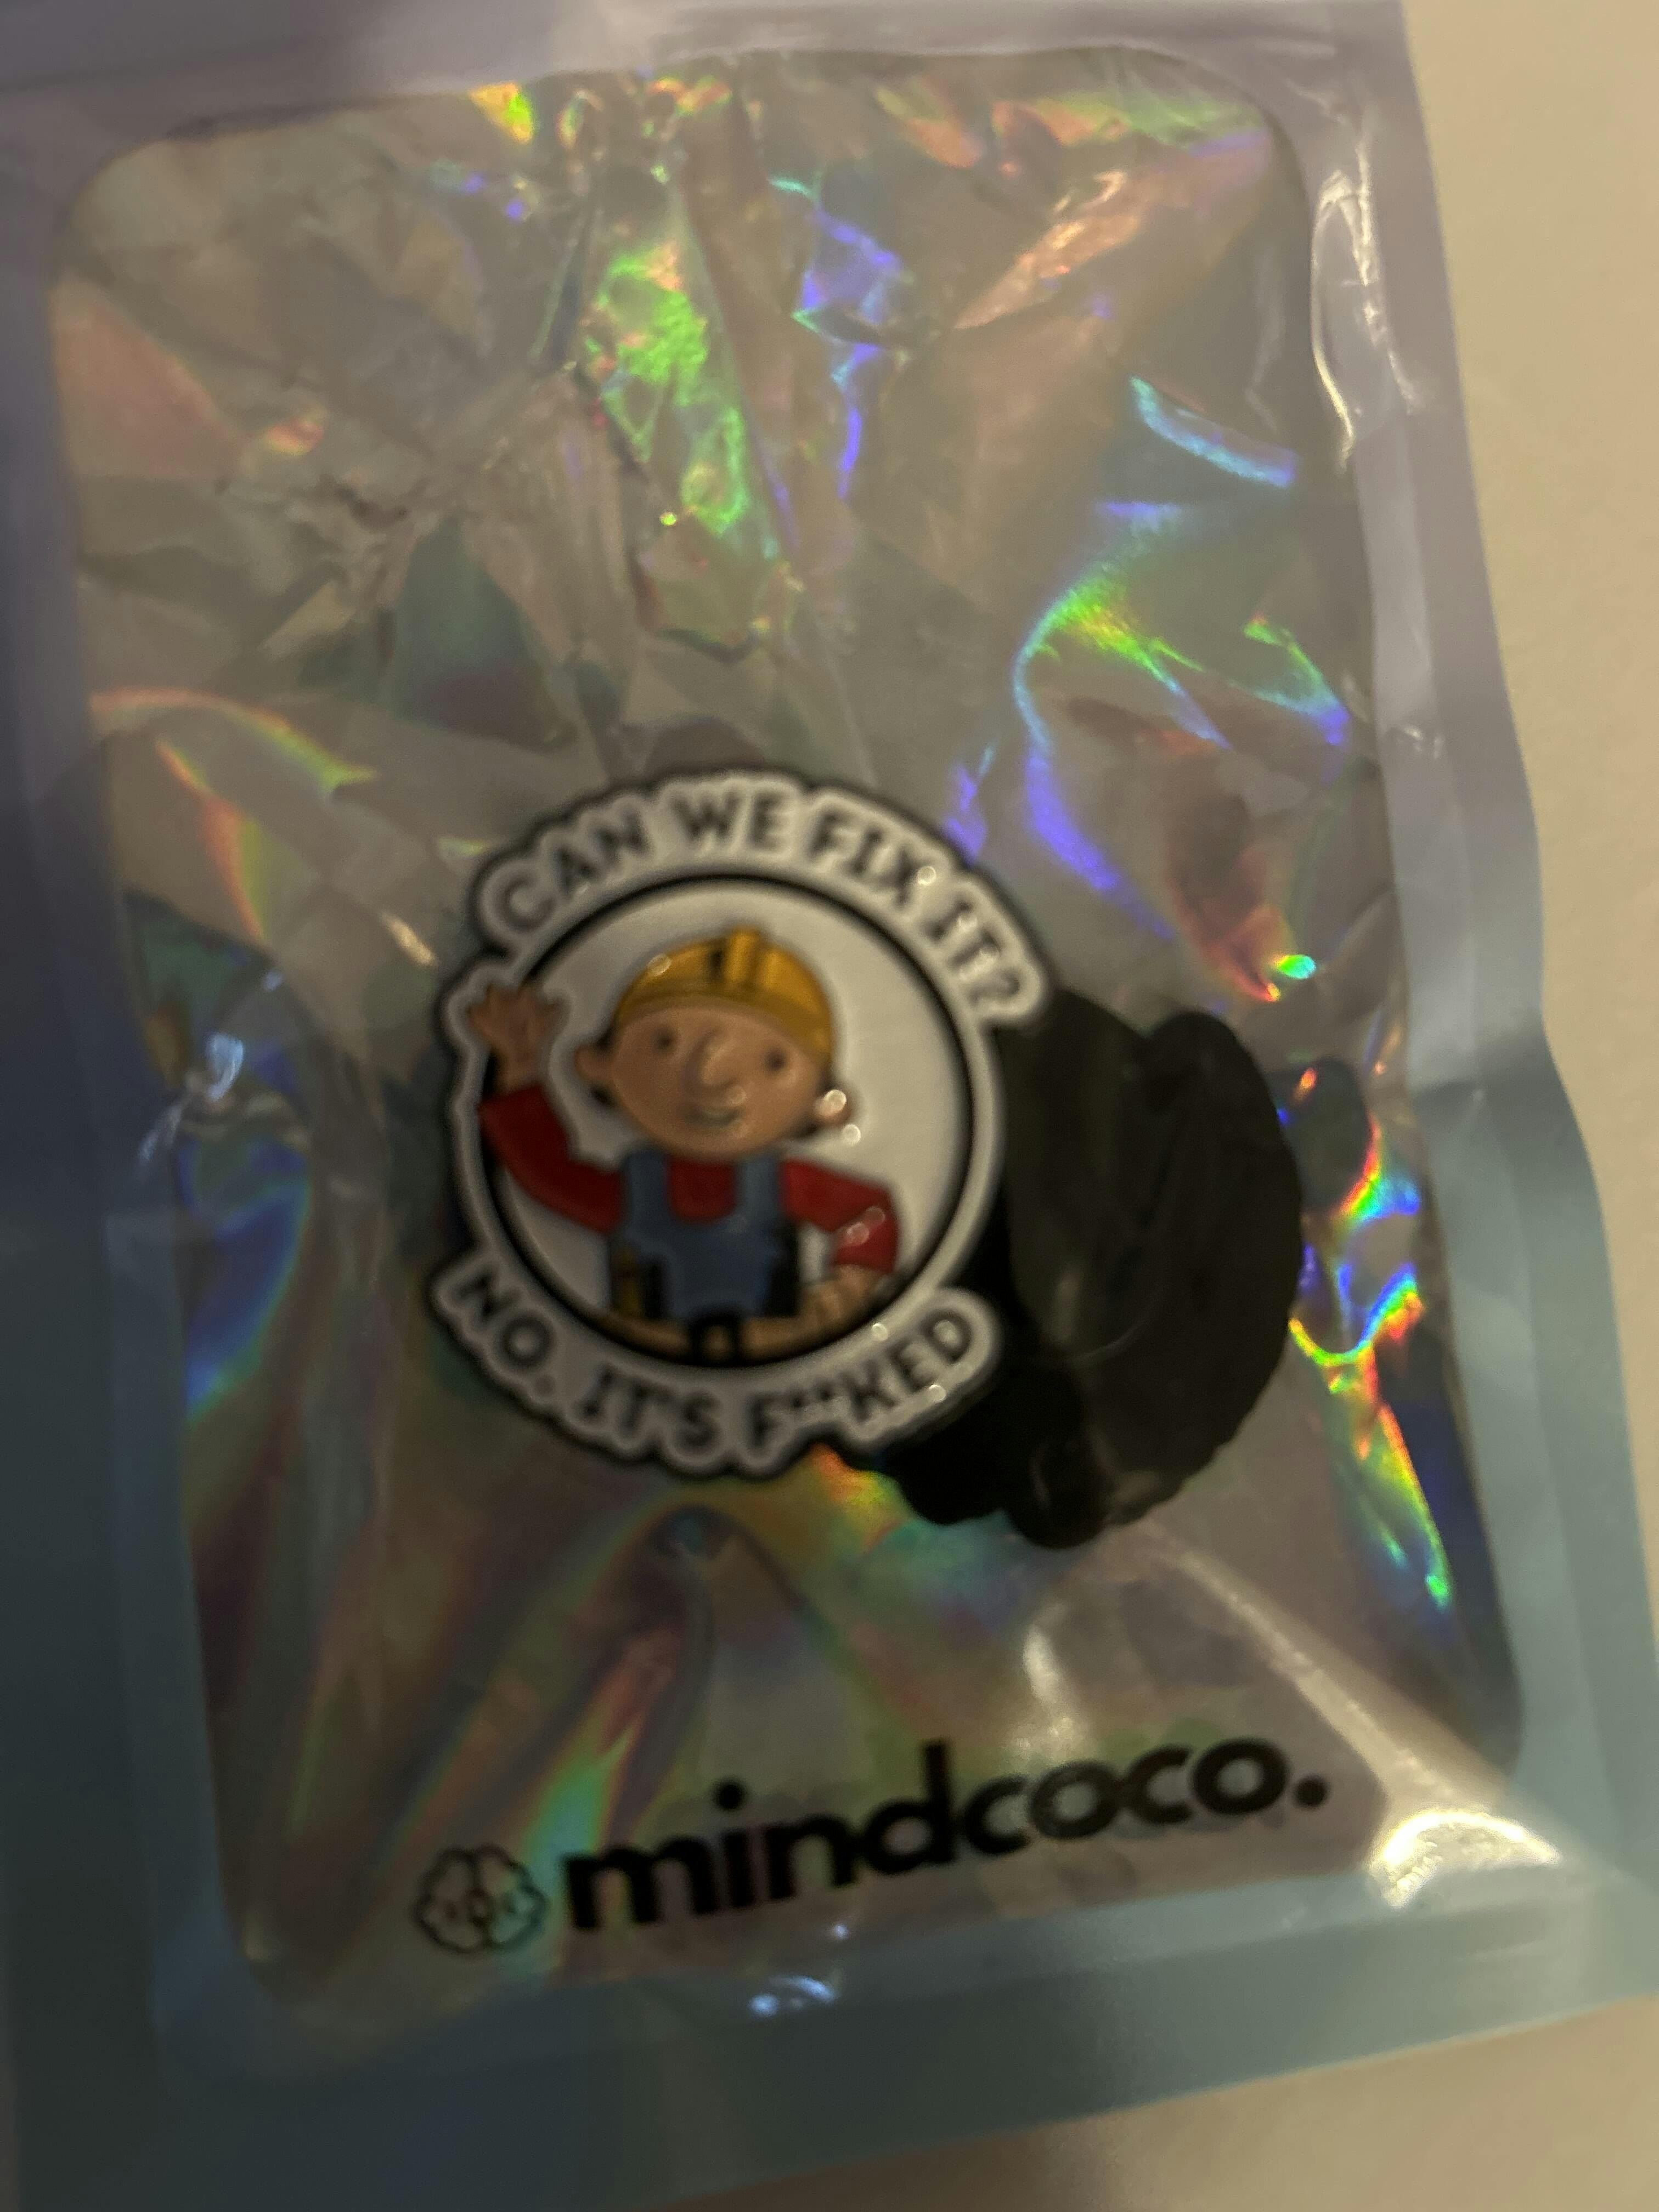 CAN WE FIX IT?
NO, IT'S F**KED
mindcoco.